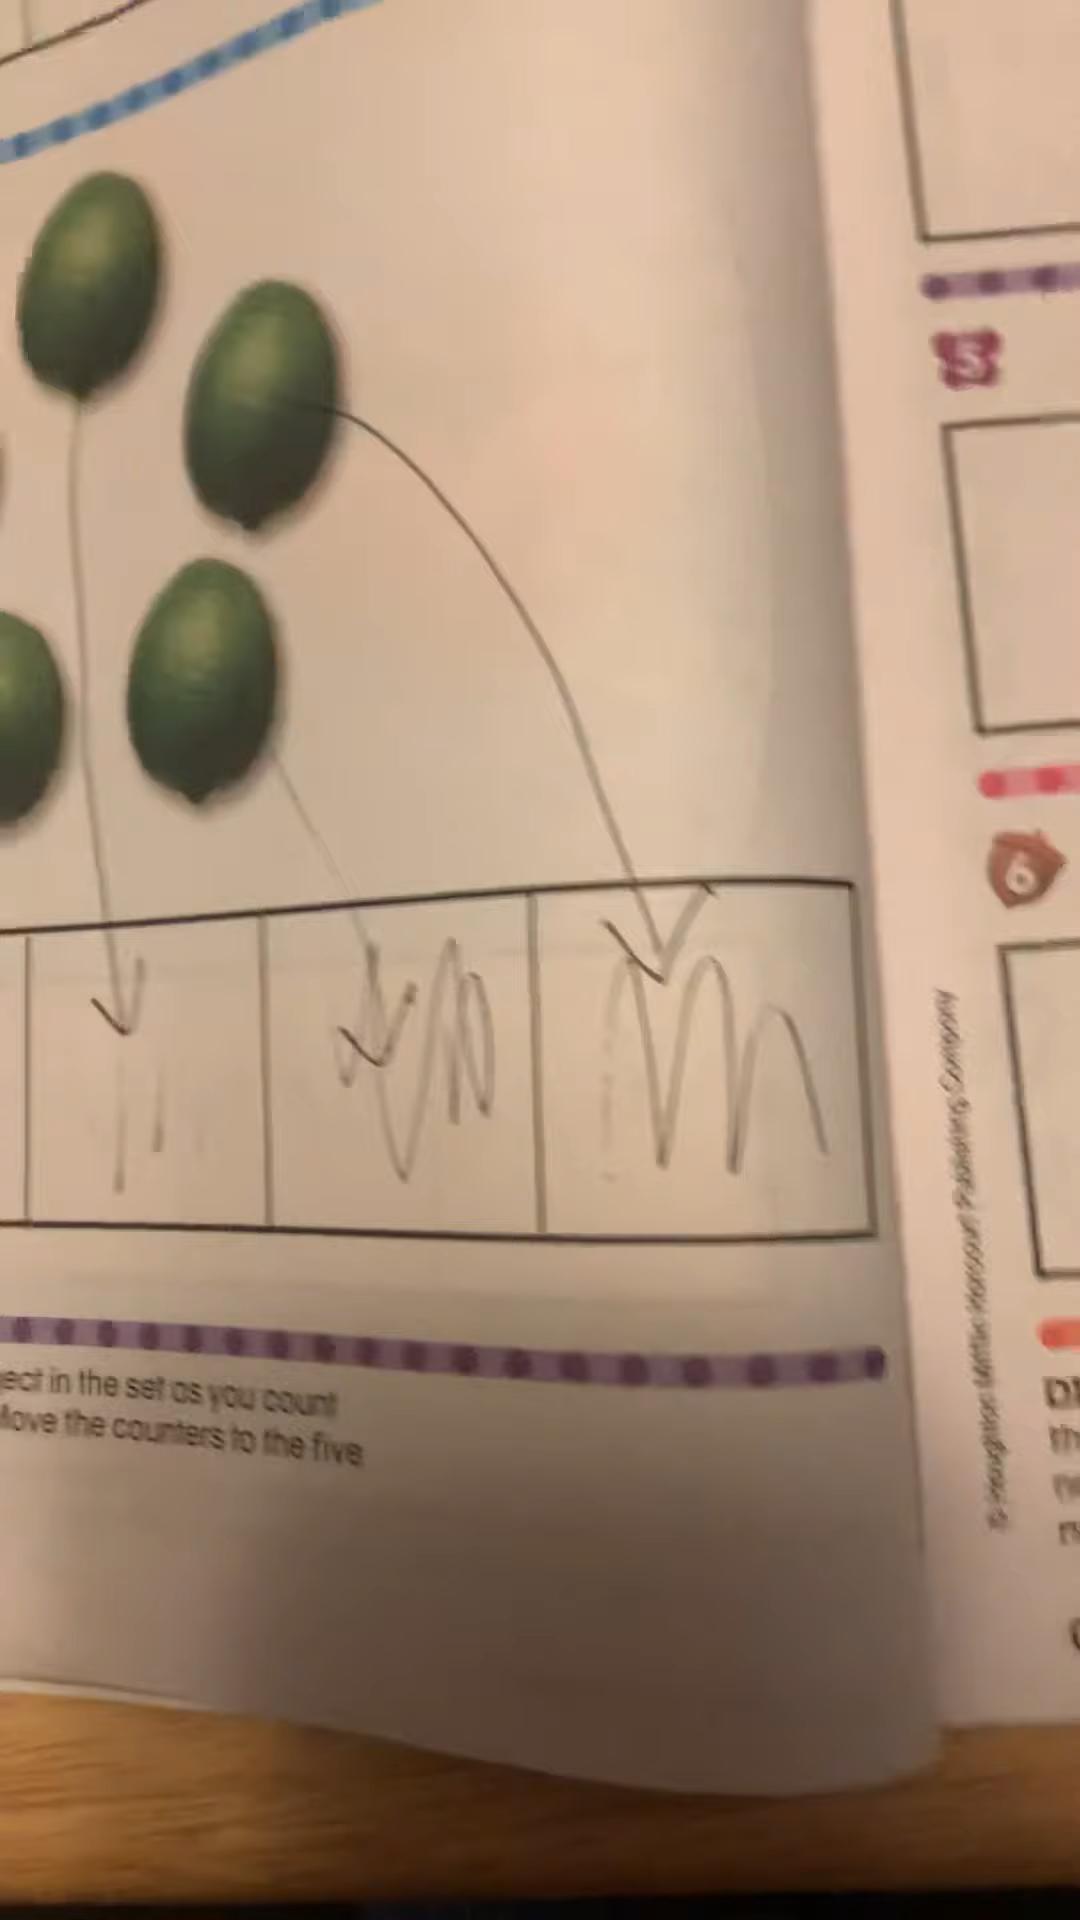 5
6
ject in the set as you count
Move the counters to the five
© Houghton Mifflin Harcourt Publishing Company